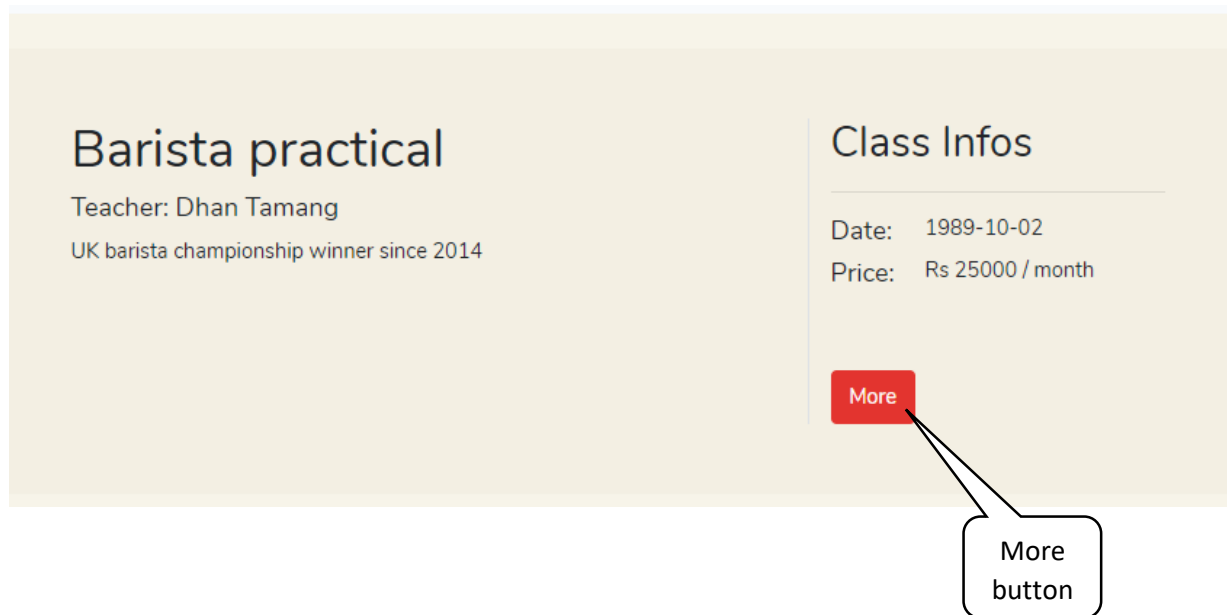 Barista practical
Teacher: Dhan Tamang
UK barista championship winner since 2014
Class Infos
Date: 1989-10-02
Price: Rs 25000 / month
More
More
button